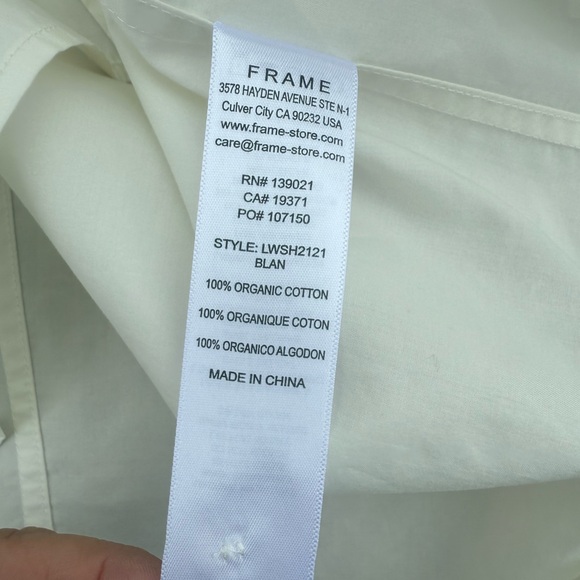 FRAME
3578 HAYDEN AVENUE STE N-1
Culver City CA 90232 USA
www.frame-store.com
care@frame-store.com
RN# 139021
CA# 19371
PO# 107150
STYLE: LWSH2121
BLAN
100% ORGANIC COTTON
100% ORGANIQUE COTON
100% ORGANICO ALGODON
MADE IN CHINA